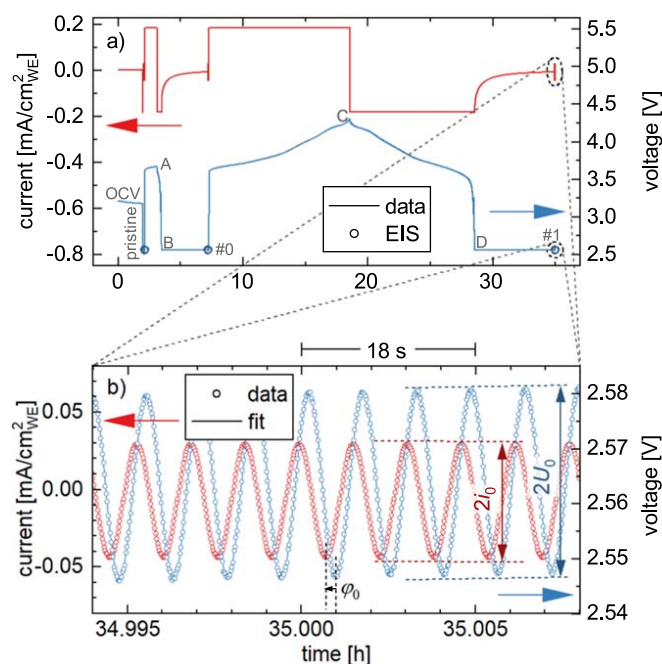 a)
0.2
0.0
-0.2
-0.4
-0.6
-0.8
current [mA/cm²WE]
5.5
5.0
4.5
4.0
3.5
3.0
2.5
voltage [V]
C
A
OCV
pristine
B
#0
data
EIS
D
#1
0 10 20 30
18 s
b)
data
fit
0.05
0.00
-0.05
current [mA/cm²WE]
2.58
2.57
2.56
2.55
2.54
voltage [V]
2i₀
2U₀
φ₀
34.995 35.000 35.005
time [h]